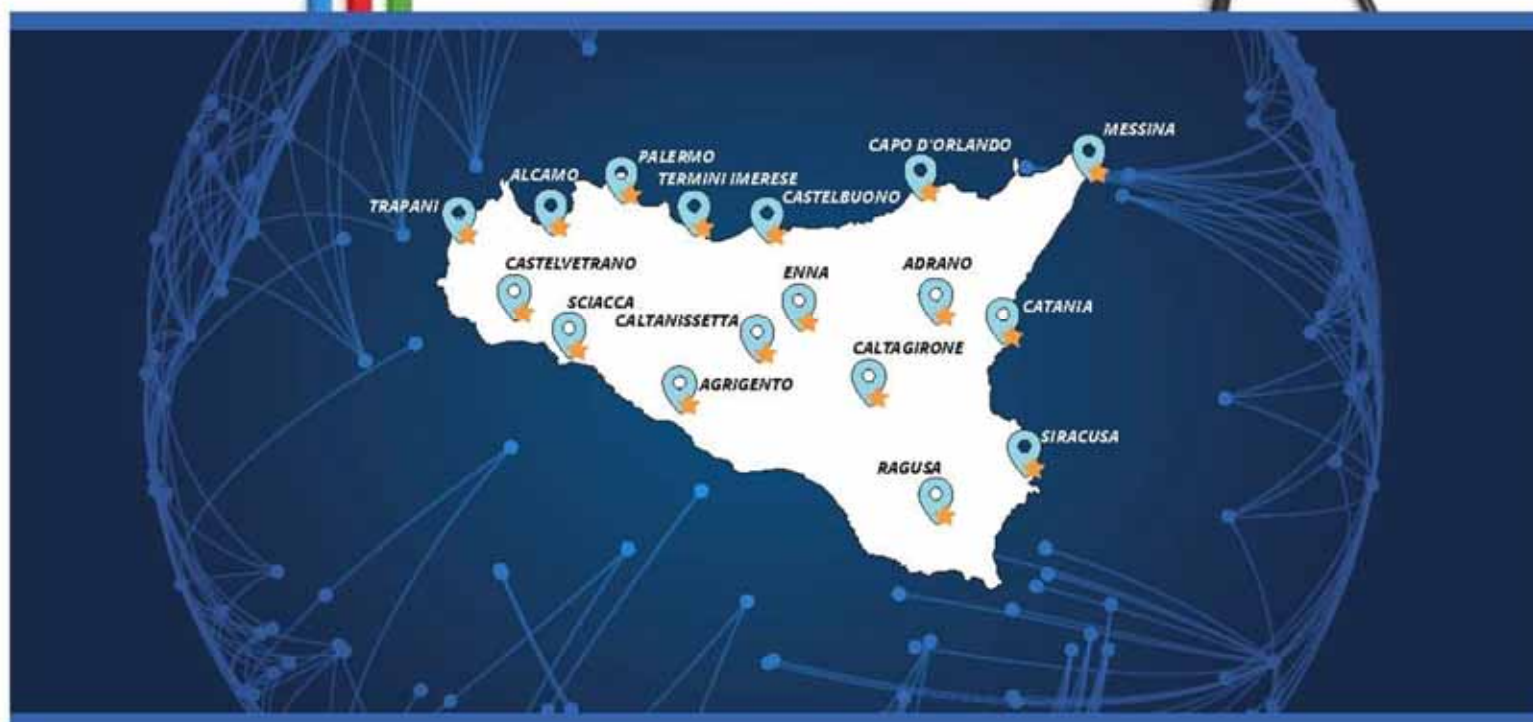 MESSINA
CAPO D'ORLANDO
PALERMO
ALCAMO
TERMINI IMERESE
TRAPANI
CASTELBUONO
CASTELVETRANO
ENNA
ADRANO
SCIACCA
CALTANISSETTA
CATANIA
CALTAGIRONE
AGRIGENTO
SIRACUSA
RAGUSA